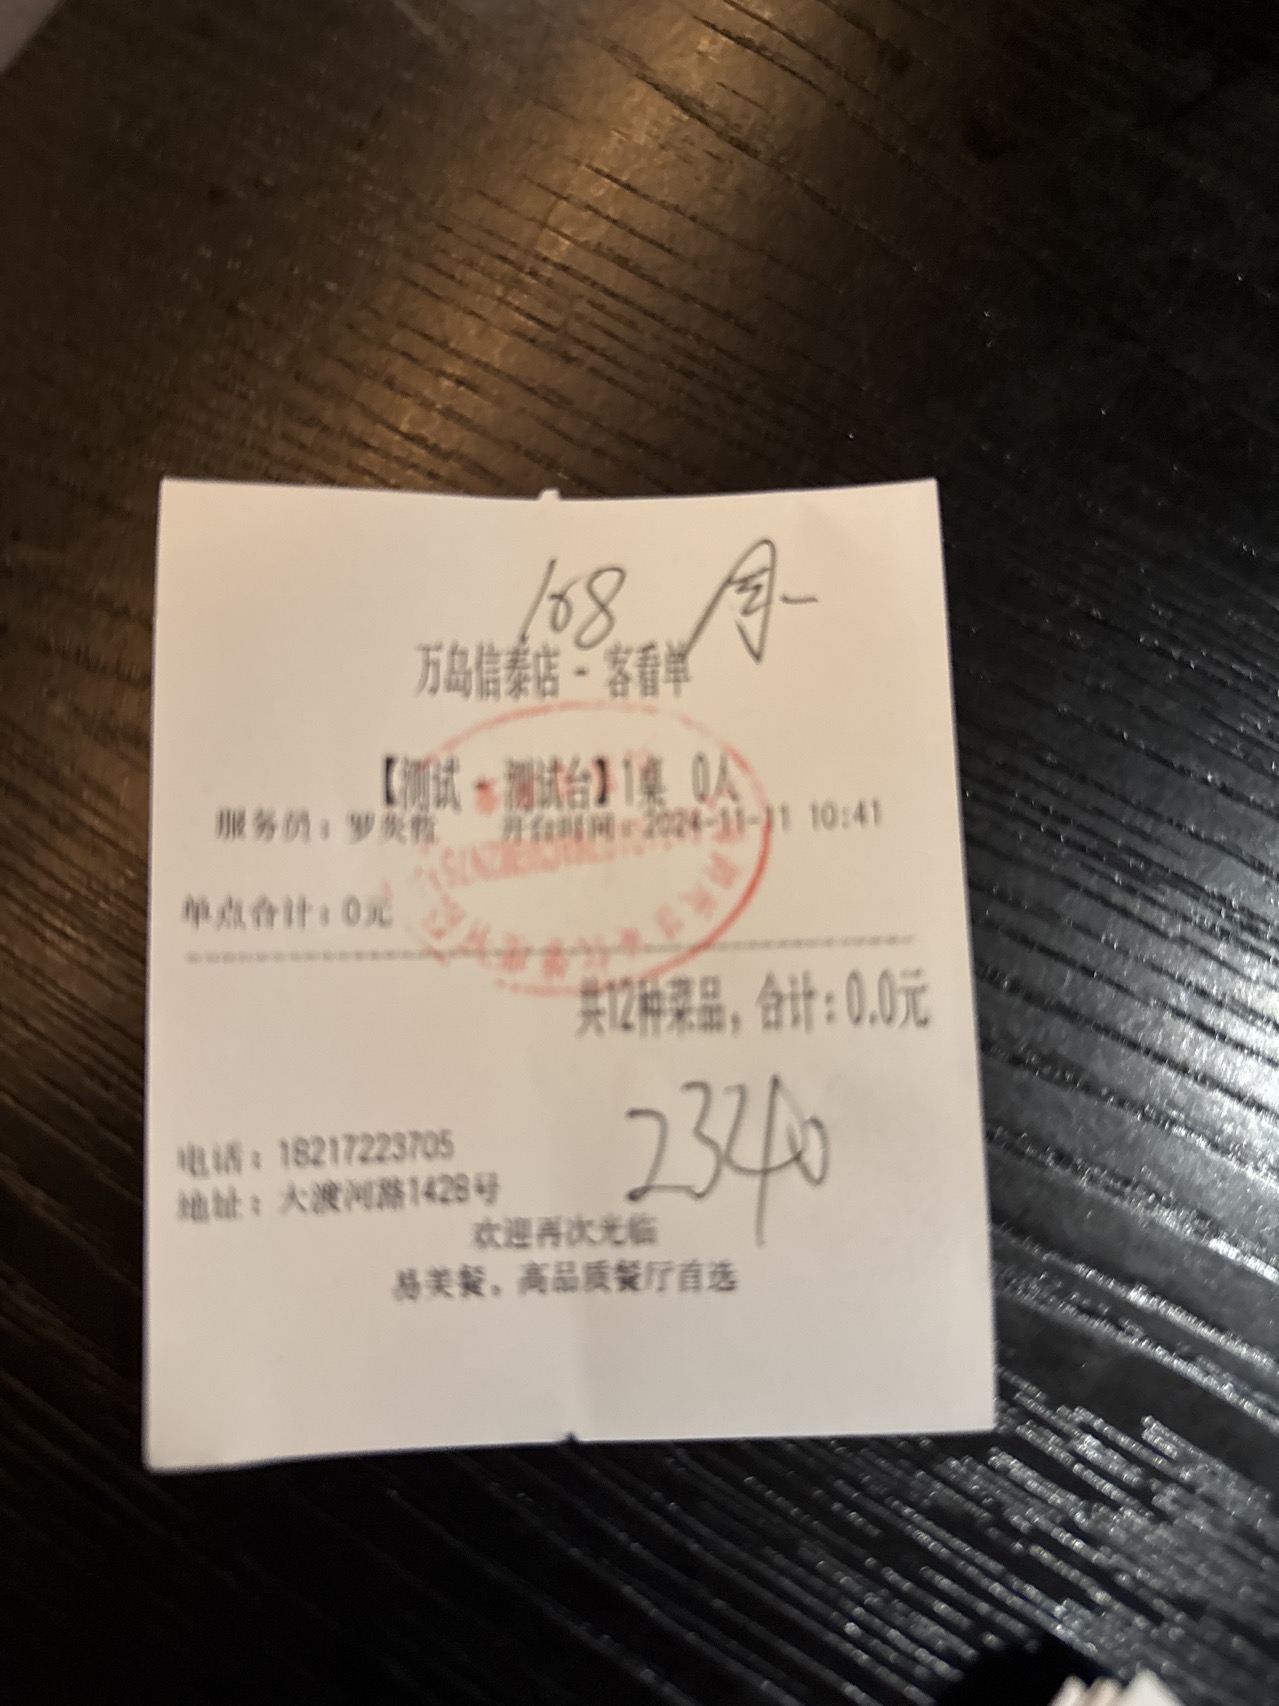 108
万岛信泰店 - 客看单
【测试 - 测试台】1桌 0人
服务员：罗炎哲 开台时间：2024-11-11 10:41
单点合计：0元
共12种菜品，合计：0.0元
2340
电话：18217223705
地址：大渡河路1428号
欢迎再次光临
易美餐，高品质餐厅首选